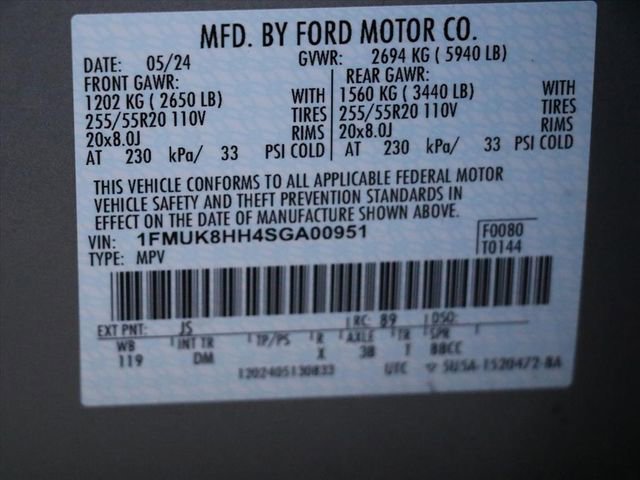 MFD. BY FORD MOTOR CO.
DATE: 05/24 GVWR: 2694 KG ( 5940 LB)
FRONT GAWR: REAR GAWR:
1202 KG ( 2650 LB) WITH 1560 KG ( 3440 LB) WITH
255/55R20 110V TIRES 255/55R20 110V TIRES
20x8.0J RIMS 20x8.0J RIMS
AT 230 kPa/ 33 PSI COLD AT 230 kPa/ 33 PSI COLD
THIS VEHICLE CONFORMS TO ALL APPLICABLE FEDERAL MOTOR
VEHICLE SAFETY AND THEFT PREVENTION STANDARDS IN
EFFECT ON THE DATE OF MANUFACTURE SHOWN ABOVE.
VIN: 1FMUK8HH4SGA00951 F0080
TYPE: MPV T0144
EXT PNT: JS RC: 89 DSO:
WB INT TR TP/PS R AXLE TR SPR
119 DM X 3B T 88CC
1202405130833 UTC